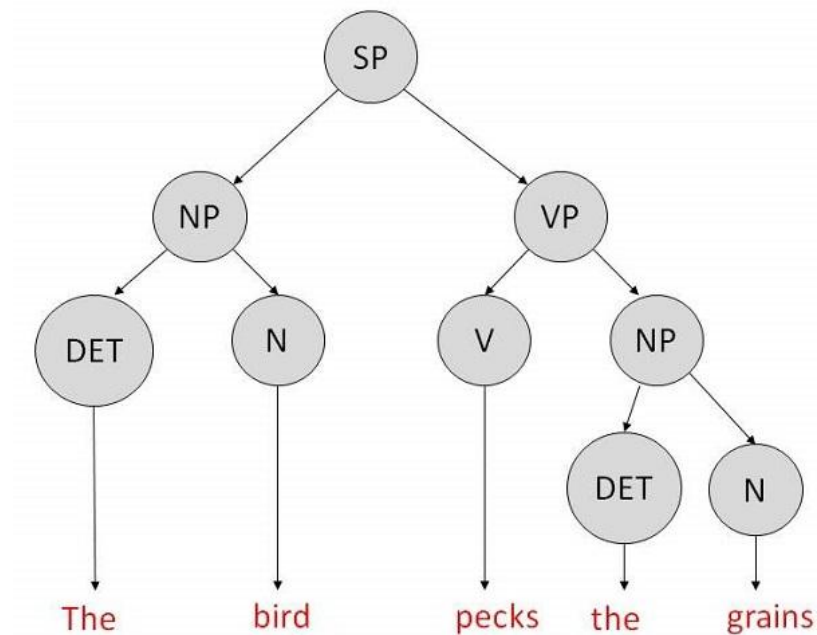 SP
NP VP
DET N V NP
DET N
The bird pecks the grains